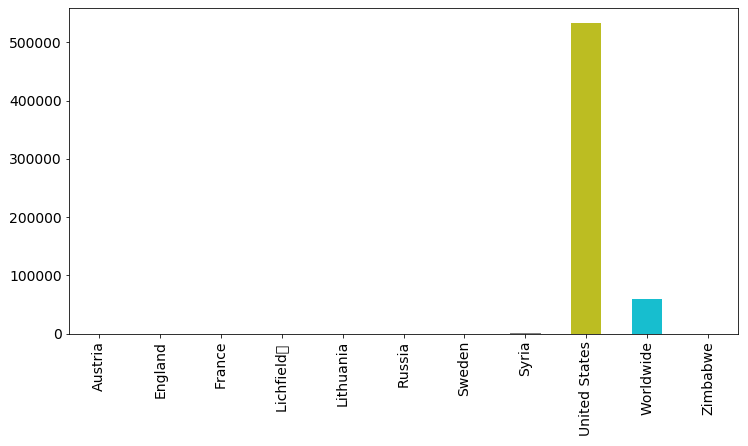 500000
400000
300000
200000
100000
0
Austria
England
France
Lichfield
Lithuania
Russia
Sweden
Syria
United States
Worldwide
Zimbabwe